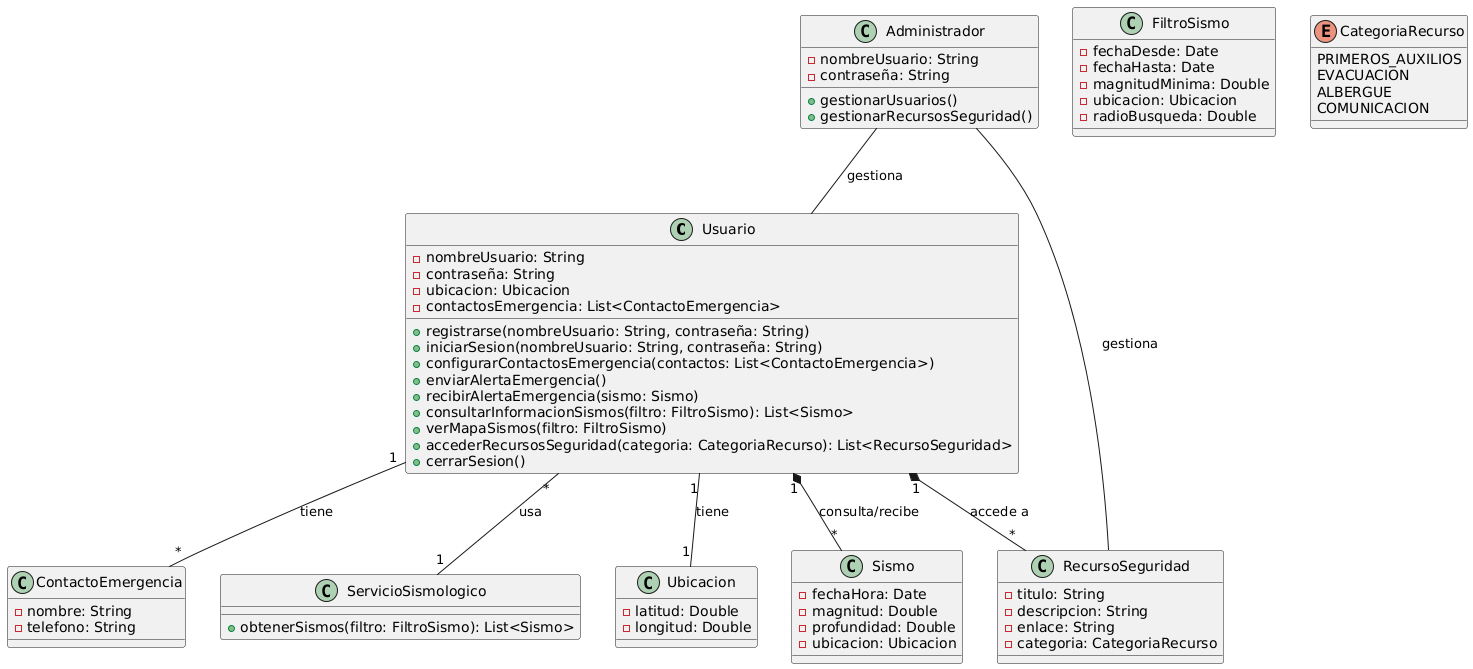 C Administrador
nombreUsuario: String
contraseña: String
gestionarUsuarios()
gestionarRecursosSeguridad()
C FiltroSismo
fechaDesde: Date
fechaHasta: Date
magnitudMinima: Double
ubicacion: Ubicacion
radioBusqueda: Double
E CategoriaRecurso
PRIMEROS_AUXILIOS
EVACUACION
ALBERGUE
COMUNICACION
gestiona
C Usuario
nombreUsuario: String
contraseña: String
ubicacion: Ubicacion
contactosEmergencia: List<ContactoEmergencia>
registrarse(nombreUsuario: String, contraseña: String)
iniciarSesion(nombreUsuario: String, contraseña: String)
configurarContactosEmergencia(contactos: List<ContactoEmergencia>)
enviarAlertaEmergencia()
recibirAlertaEmergencia(sismo: Sismo)
consultarInformacionSismos(filtro: FiltroSismo): List<Sismo>
verMapaSismos(filtro: FiltroSismo)
accederRecursosSeguridad(categoria: CategoriaRecurso): List<RecursoSeguridad>
cerrarSesion()
gestiona
1
*
1
1
1
tiene
usa
tiene
consulta/recibe
accede a
*
1
1
*
*
C ContactoEmergencia
nombre: String
telefono: String
C ServicioSismologico
obtenerSismos(filtro: FiltroSismo): List<Sismo>
C Ubicacion
latitud: Double
longitud: Double
C Sismo
fechaHora: Date
magnitud: Double
profundidad: Double
ubicacion: Ubicacion
C RecursoSeguridad
titulo: String
descripcion: String
enlace: String
categoria: CategoriaRecurso